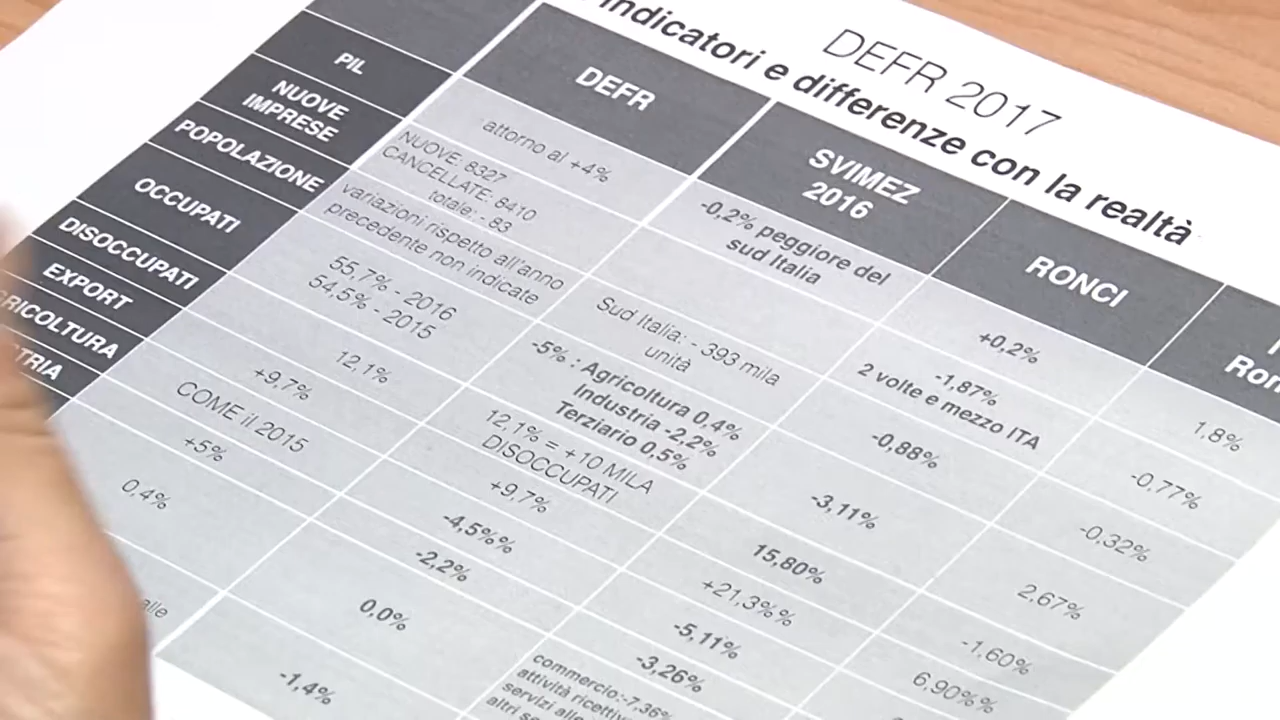 DEFR 2017
Indicatori e differenze con la realtà
DEFR
SVIMEZ
2016
RONCI
PIL
attorno al +4%
-0,2% peggiore del
sud Italia
+0,2%
1,8%
NUOVE
IMPRESE
NUOVE: 8327
CANCELLATE: 8410
totale: - 83
-1,87%
2 volte e mezzo ITA
-0,77%
POPOLAZIONE
variazioni rispetto all'anno
precedente non indicate
Sud Italia: - 393 mila
unità
-0,88%
-0,32%
OCCUPATI
55,7% - 2016
54,5% - 2015
-5% : Agricoltura 0,4%
Industria -2,2%
Terziario 0,5%
-3,11%
2,67%
DISOCCUPATI
12,1%
12,1% = +10 MILA
DISOCCUPATI
15,80%
-1,60%
EXPORT
+9,7%
+9,7%
+21,3%%
6,90%%
COME il 2015
-4,5%%
-5,11%
+5%
-2,2%
-3,26%
0,4%
0,0%
commercio:-7,36%
attività
servizi alle
altri
alle
-1,4%